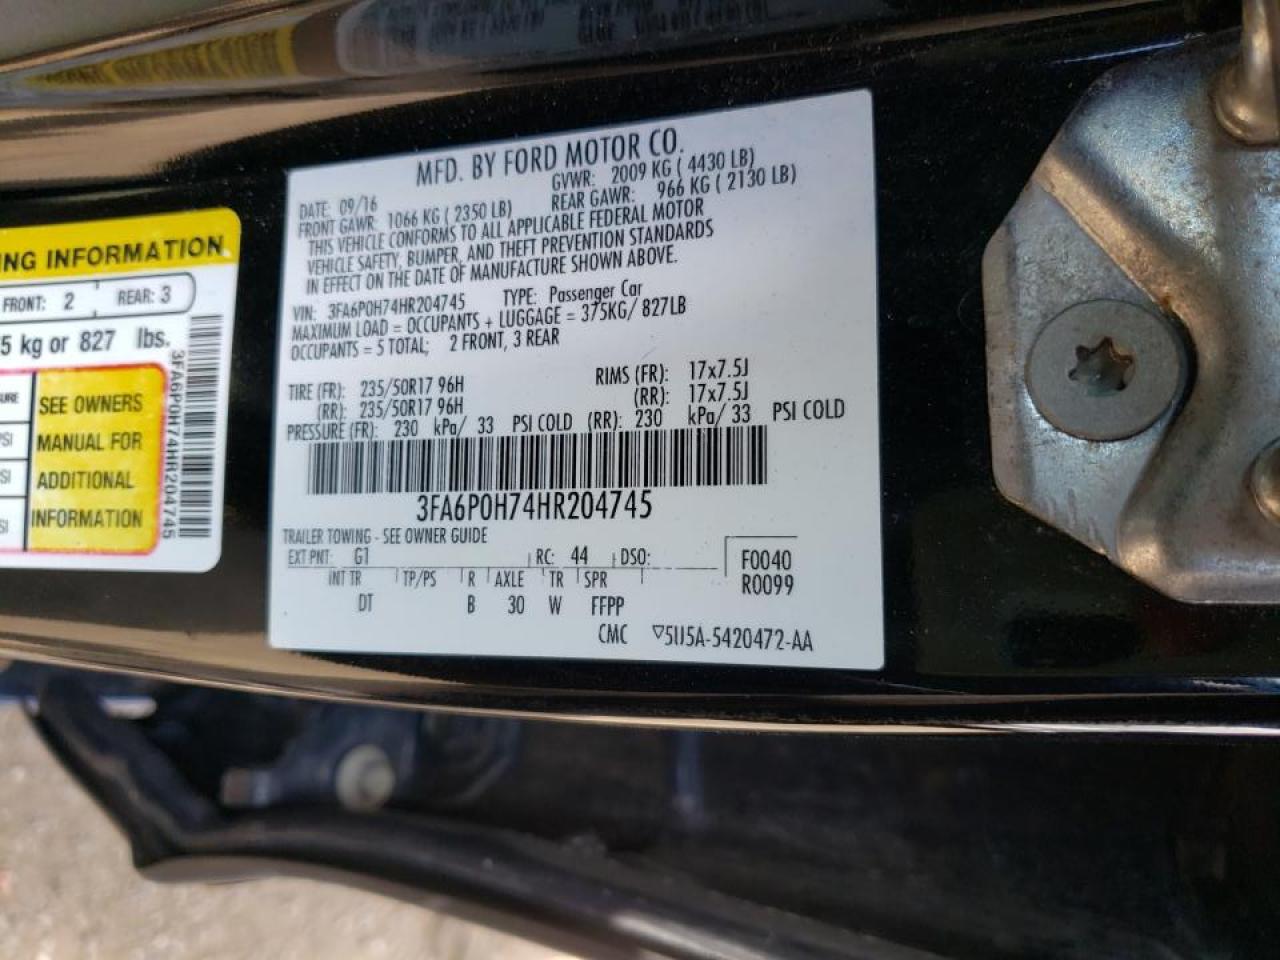 MFD. BY FORD MOTOR CO.
DATE: 09/16 GVWR: 2009 KG ( 4430 LB)
FRONT GAWR: 1066 KG ( 2350 LB) REAR GAWR: 966 KG ( 2130 LB)
THIS VEHICLE CONFORMS TO ALL APPLICABLE FEDERAL MOTOR
VEHICLE SAFETY, BUMPER, AND THEFT PREVENTION STANDARDS
IN EFFECT ON THE DATE OF MANUFACTURE SHOWN ABOVE.
VIN: 3FA6P0H74HR204745 TYPE: Passenger Car
MAXIMUM LOAD = OCCUPANTS + LUGGAGE = 375KG/ 827LB
OCCUPANTS = 5 TOTAL; 2 FRONT, 3 REAR
TIRE (FR): 235/50R17 96H RIMS (FR): 17x7.5J
(RR): 235/50R17 96H (RR): 17x7.5J
PRESSURE (FR): 230 kPa/ 33 PSI COLD (RR): 230 kPa/ 33 PSI COLD
3FA6P0H74HR204745
TRAILER TOWING - SEE OWNER GUIDE
EXT PNT: G1 RC: 44 DSO: F0040
R0099
INT TR TP/PS R AXLE TR SPR
DT B 30 W FFPP
CMC ▽5U5A-5420472-AA
INFORMATION
FRONT: 2 REAR: 3
kg or 827 lbs.
SEE OWNERS
MANUAL FOR
ADDITIONAL
INFORMATION
3FA6P0H74HR204745